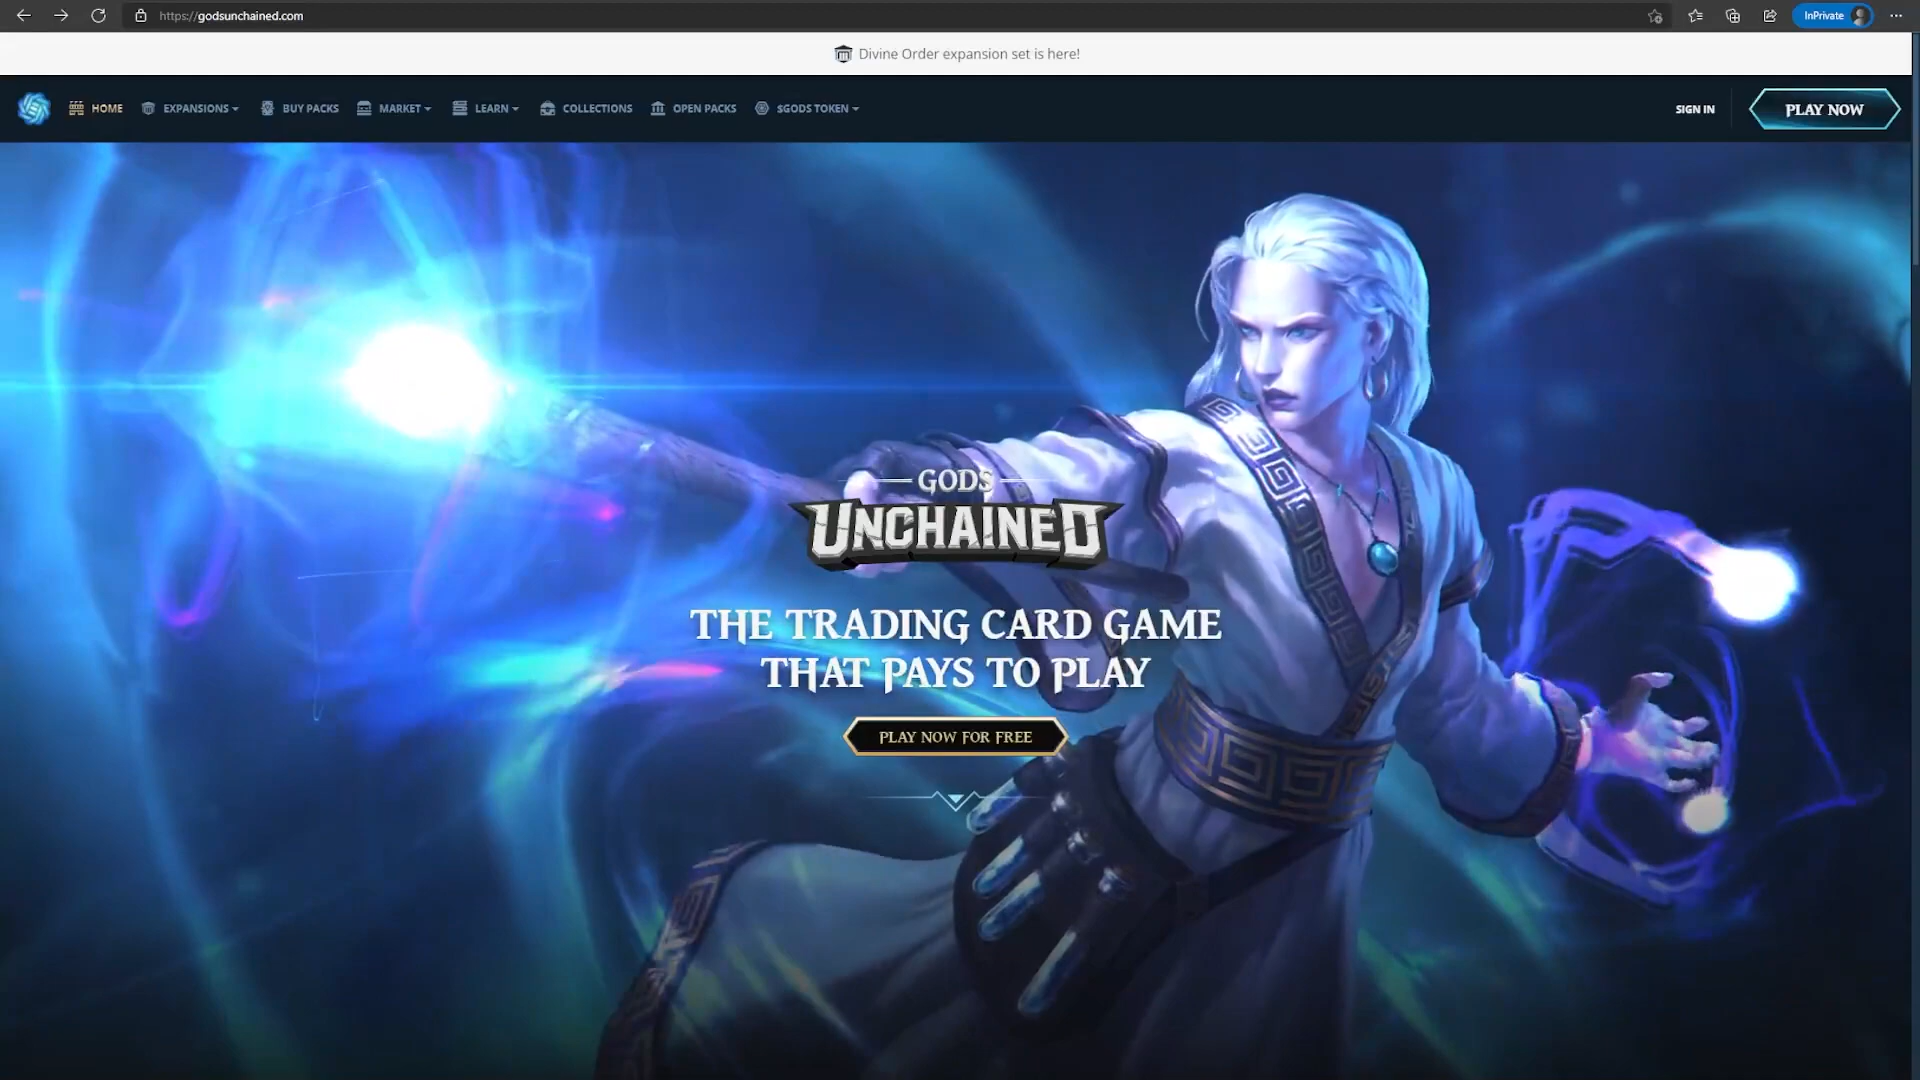 https://godsunchained.com
InPrivate
Divine Order expansion set is here!
HOME
EXPANSIONS
BUY PACKS
MARKET
LEARN
COLLECTIONS
OPEN PACKS
$GODS TOKEN
SIGN IN
PLAY NOW
GODS
UNCHAINED
THE TRADING CARD GAME
THAT PAYS TO PLAY
PLAY NOW FOR FREE